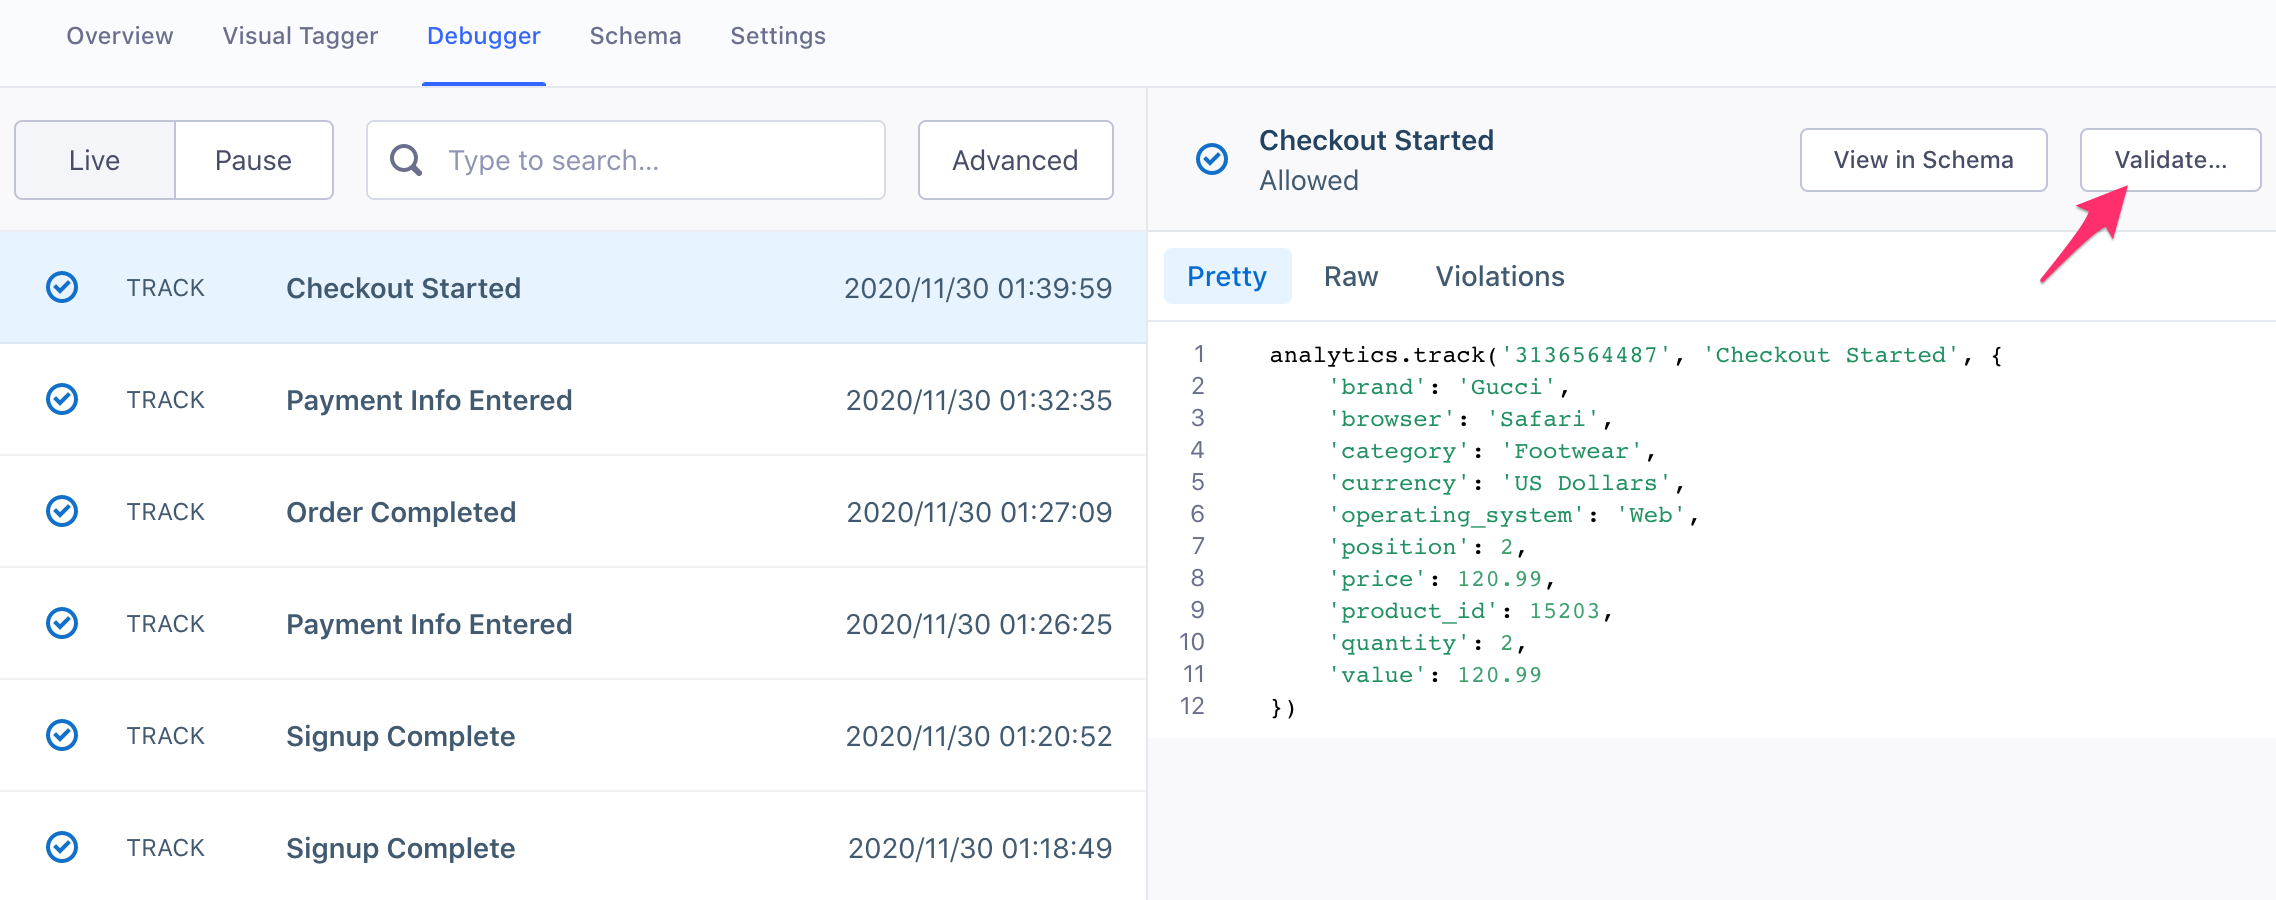 Overview Visual Tagger Debugger Schema Settings
Live Pause Type to search... Advanced
TRACK Checkout Started 2020/11/30 01:39:59
TRACK Payment Info Entered 2020/11/30 01:32:35
TRACK Order Completed 2020/11/30 01:27:09
TRACK Payment Info Entered 2020/11/30 01:26:25
TRACK Signup Complete 2020/11/30 01:20:52
TRACK Signup Complete 2020/11/30 01:18:49
Checkout Started
Allowed
View in Schema Validate...
Pretty Raw Violations
1 analytics.track('3136564487', 'Checkout Started', {
2 'brand': 'Gucci',
3 'browser': 'Safari',
4 'category': 'Footwear',
5 'currency': 'US Dollars',
6 'operating_system': 'Web',
7 'position': 2,
8 'price': 120.99,
9 'product_id': 15203,
10 'quantity': 2,
11 'value': 120.99
12 })